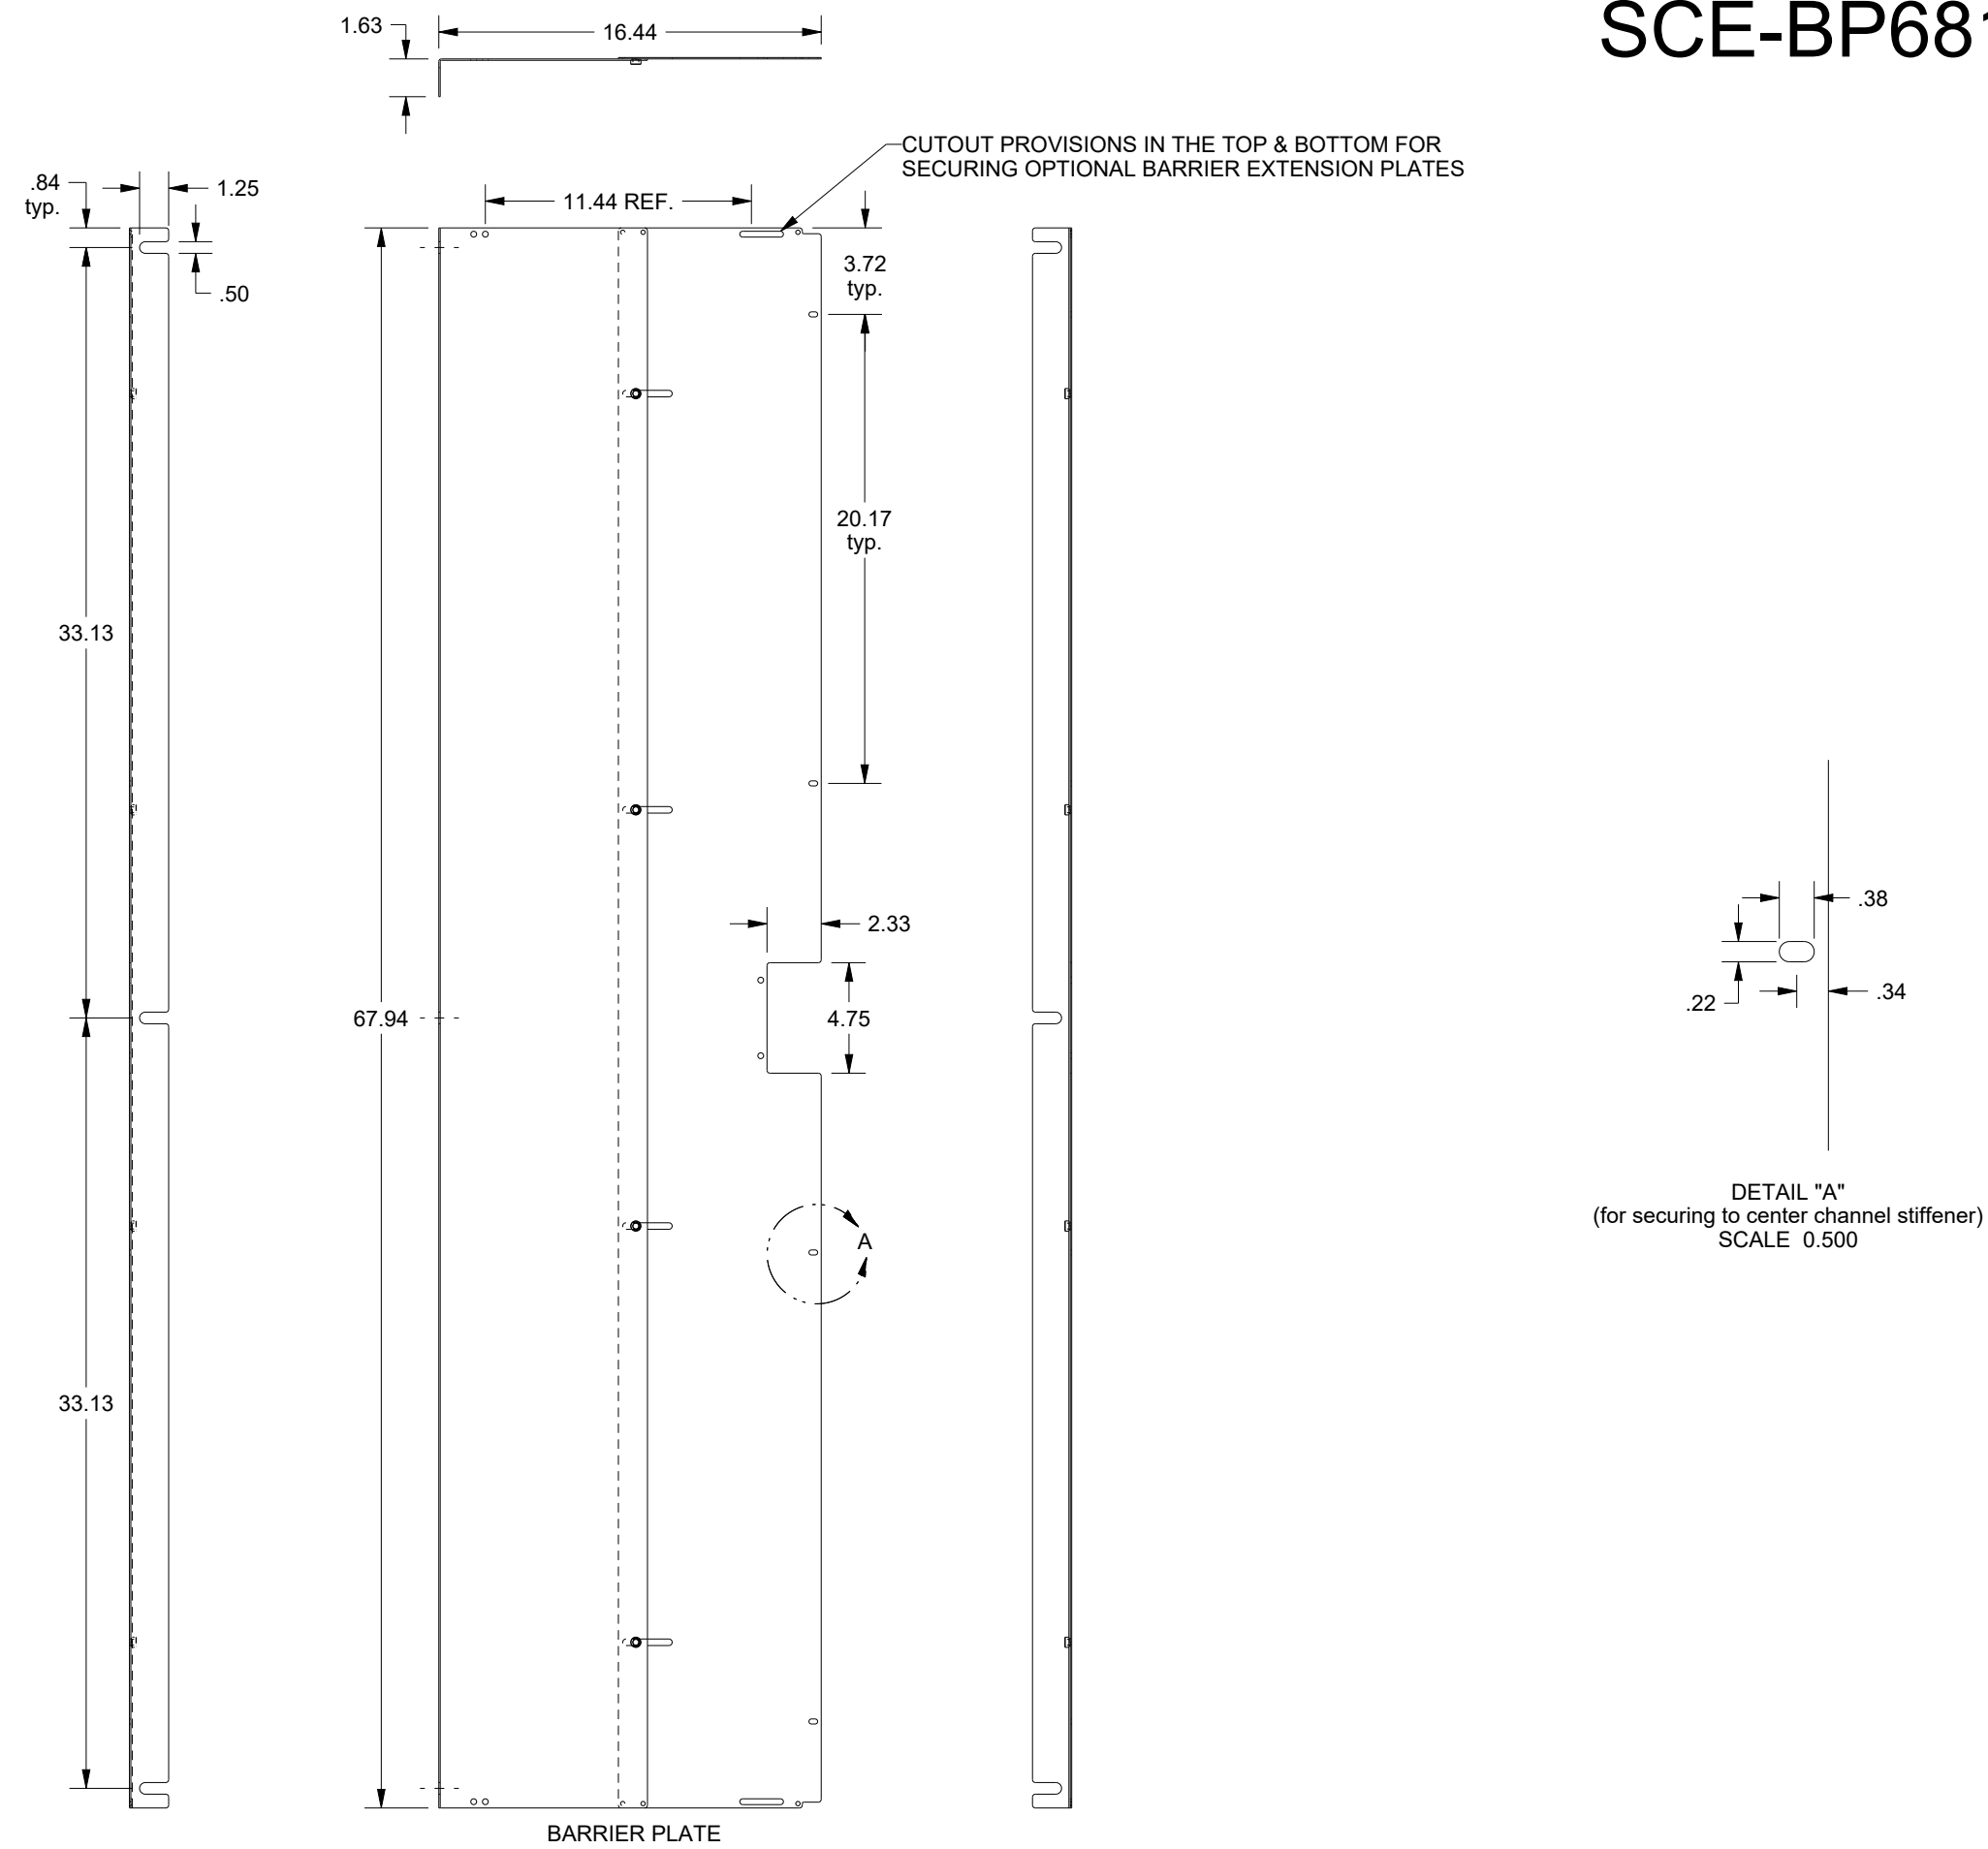 SCE-BP681
1.63
16.44
CUTOUT PROVISIONS IN THE TOP & BOTTOM FOR
SECURING OPTIONAL BARRIER EXTENSION PLATES
.84
typ.
1.25
11.44 REF.
.50
3.72
typ.
20.17
typ.
33.13
2.33
.38
.22
.34
67.94
4.75
DETAIL "A"
(for securing to center channel stiffener)
SCALE 0.500
A
33.13
BARRIER PLATE